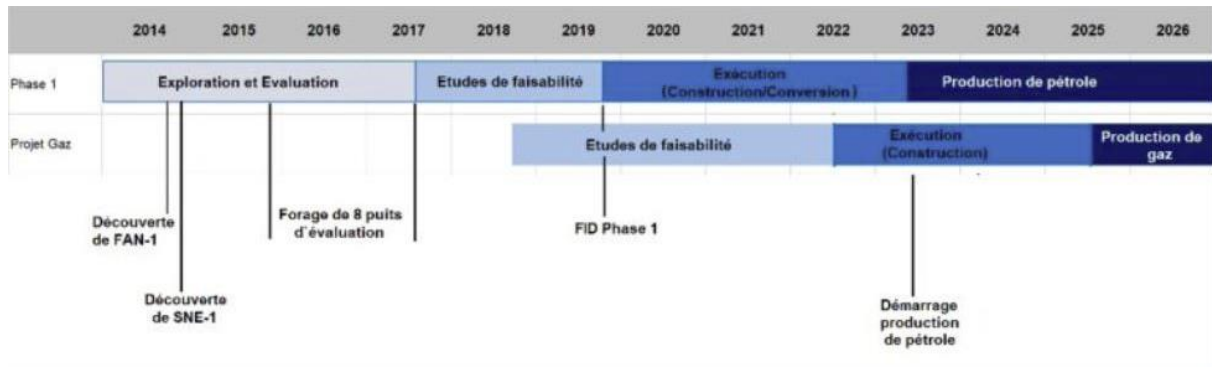 2014 2015 2016 2017 2018 2019 2020 2021 2022 2023 2024 2025 2026
Phase 1
Exploration et Evaluation
Etudes de faisabilité
Exécution
(Construction/Conversion)
Production de pétrole
Projet Gaz
Etudes de faisabilité
Exécution
(Construction)
Production de
gaz
Découverte
de FAN-1
Forage de 8 puits
d'évaluation
FID Phase 1
Découverte
de SNE-1
Démarrage
production
de pétrole